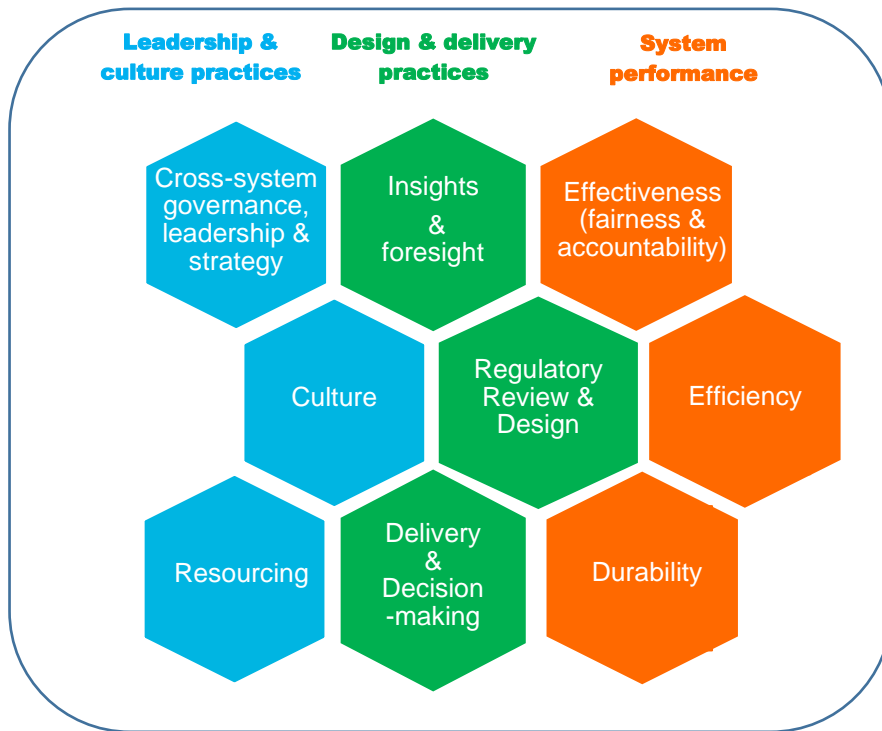 Leadership &
culture practices
Design & delivery
practices
System
performance
Cross-system
governance,
leadership &
strategy
Insights
&
foresight
Effectiveness
(fairness &
accountability)
Culture
Regulatory
Review &
Design
Efficiency
Resourcing
Delivery
&
Decision
-making
Durability